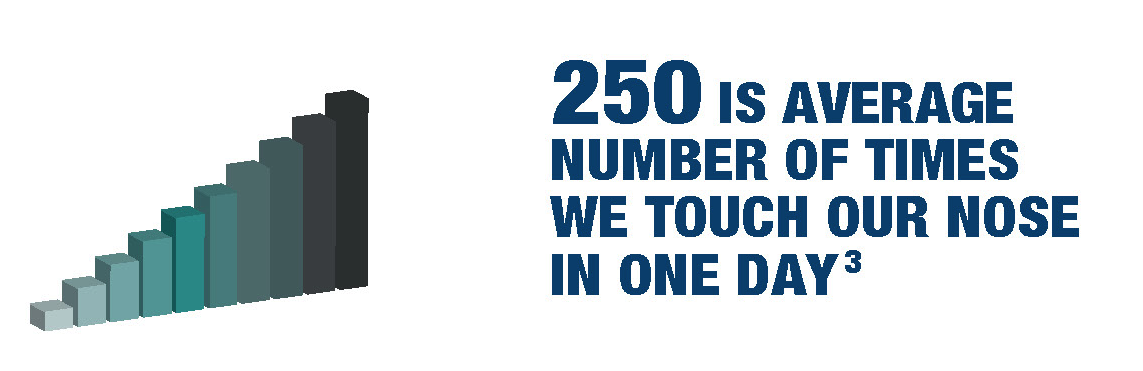 250 IS AVERAGE
NUMBER OF TIMES
WE TOUCH OUR NOSE
IN ONE DAY³